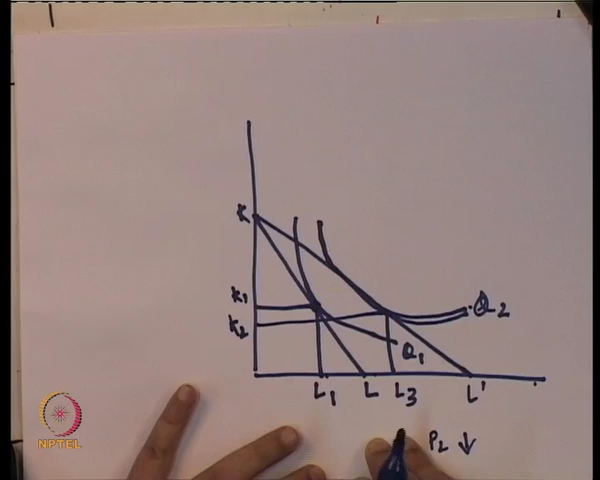 K
K1
K2
Q2
Q1
L1 L L3 L'
PL ↓
NPTEL